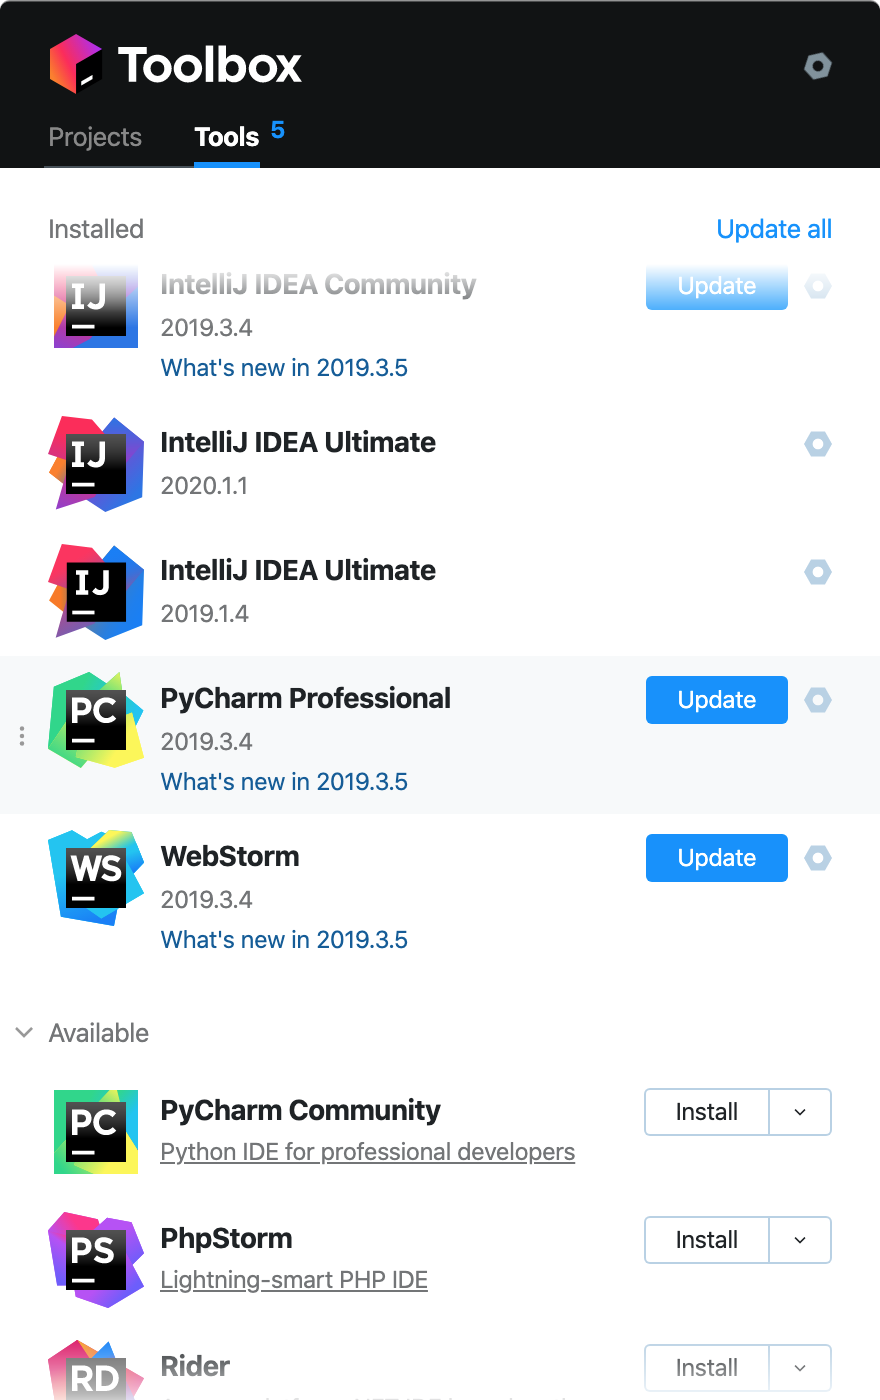 Toolbox
Projects Tools 5
Installed Update all
IJ IntelliJ IDEA Community Update
2019.3.4
What's new in 2019.3.5
IJ IntelliJ IDEA Ultimate
2020.1.1
IJ IntelliJ IDEA Ultimate
2019.1.4
PC PyCharm Professional Update
2019.3.4
What's new in 2019.3.5
WS WebStorm Update
2019.3.4
What's new in 2019.3.5
Available
PC PyCharm Community Install
Python IDE for professional developers
PS PhpStorm Install
Lightning-smart PHP IDE
RD Rider Install